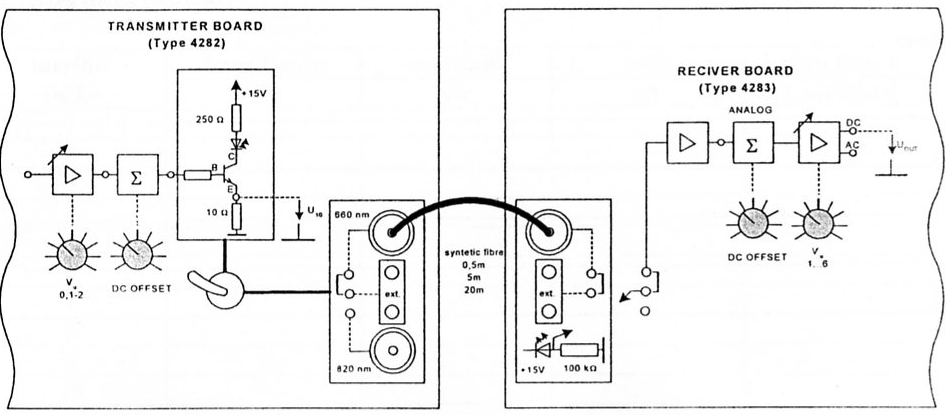 TRANSMITTER BOARD
(Type 4282)
+15V
250 Ω
C
B
E
10 Ω
Σ
V
0,1-2
DC OFFSET
660 nm
ext.
820 nm
syntetic fibre
0,5m
5m
20m
RECIVER BOARD
(Type 4283)
ANALOG
Σ
DC
AC
U OUT
DC OFFSET
V
1...6
ext.
+15V
100 kΩ